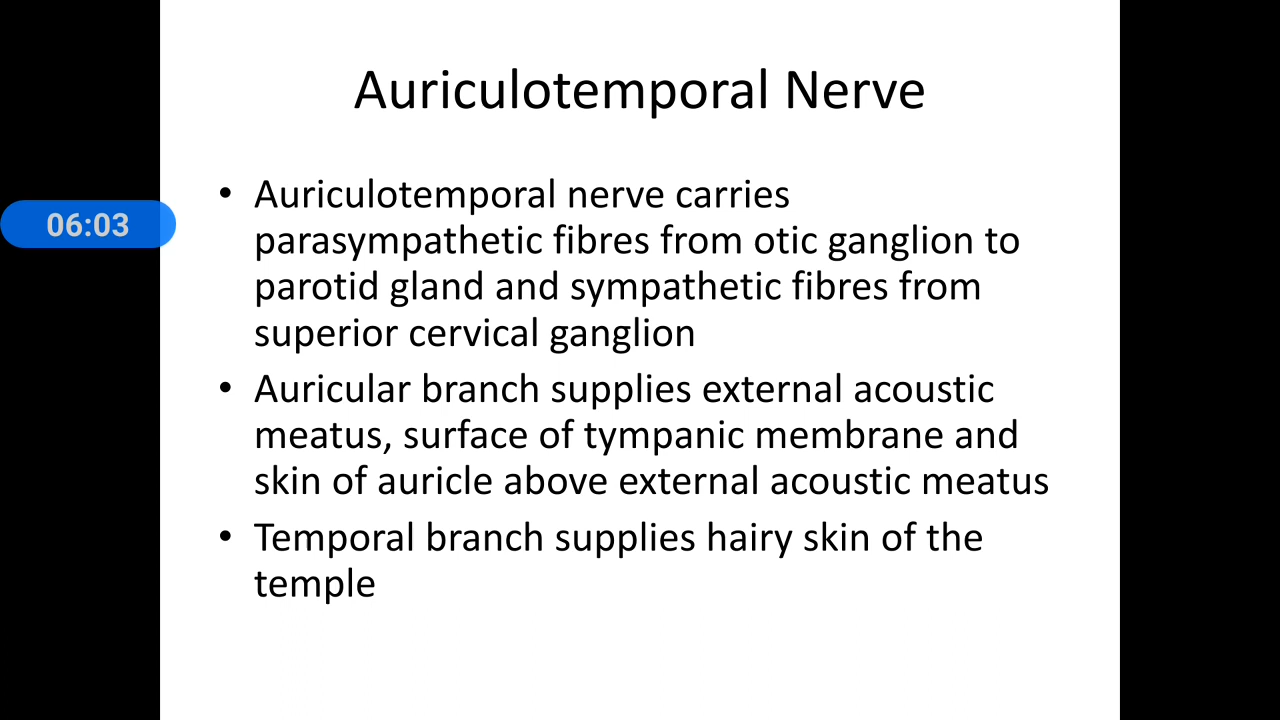 Auriculotemporal Nerve
• Auriculotemporal nerve carries
parasympathetic fibres from otic ganglion to
parotid gland and sympathetic fibres from
superior cervical ganglion
• Auricular branch supplies external acoustic
meatus, surface of tympanic membrane and
skin of auricle above external acoustic meatus
• Temporal branch supplies hairy skin of the
temple
06:03